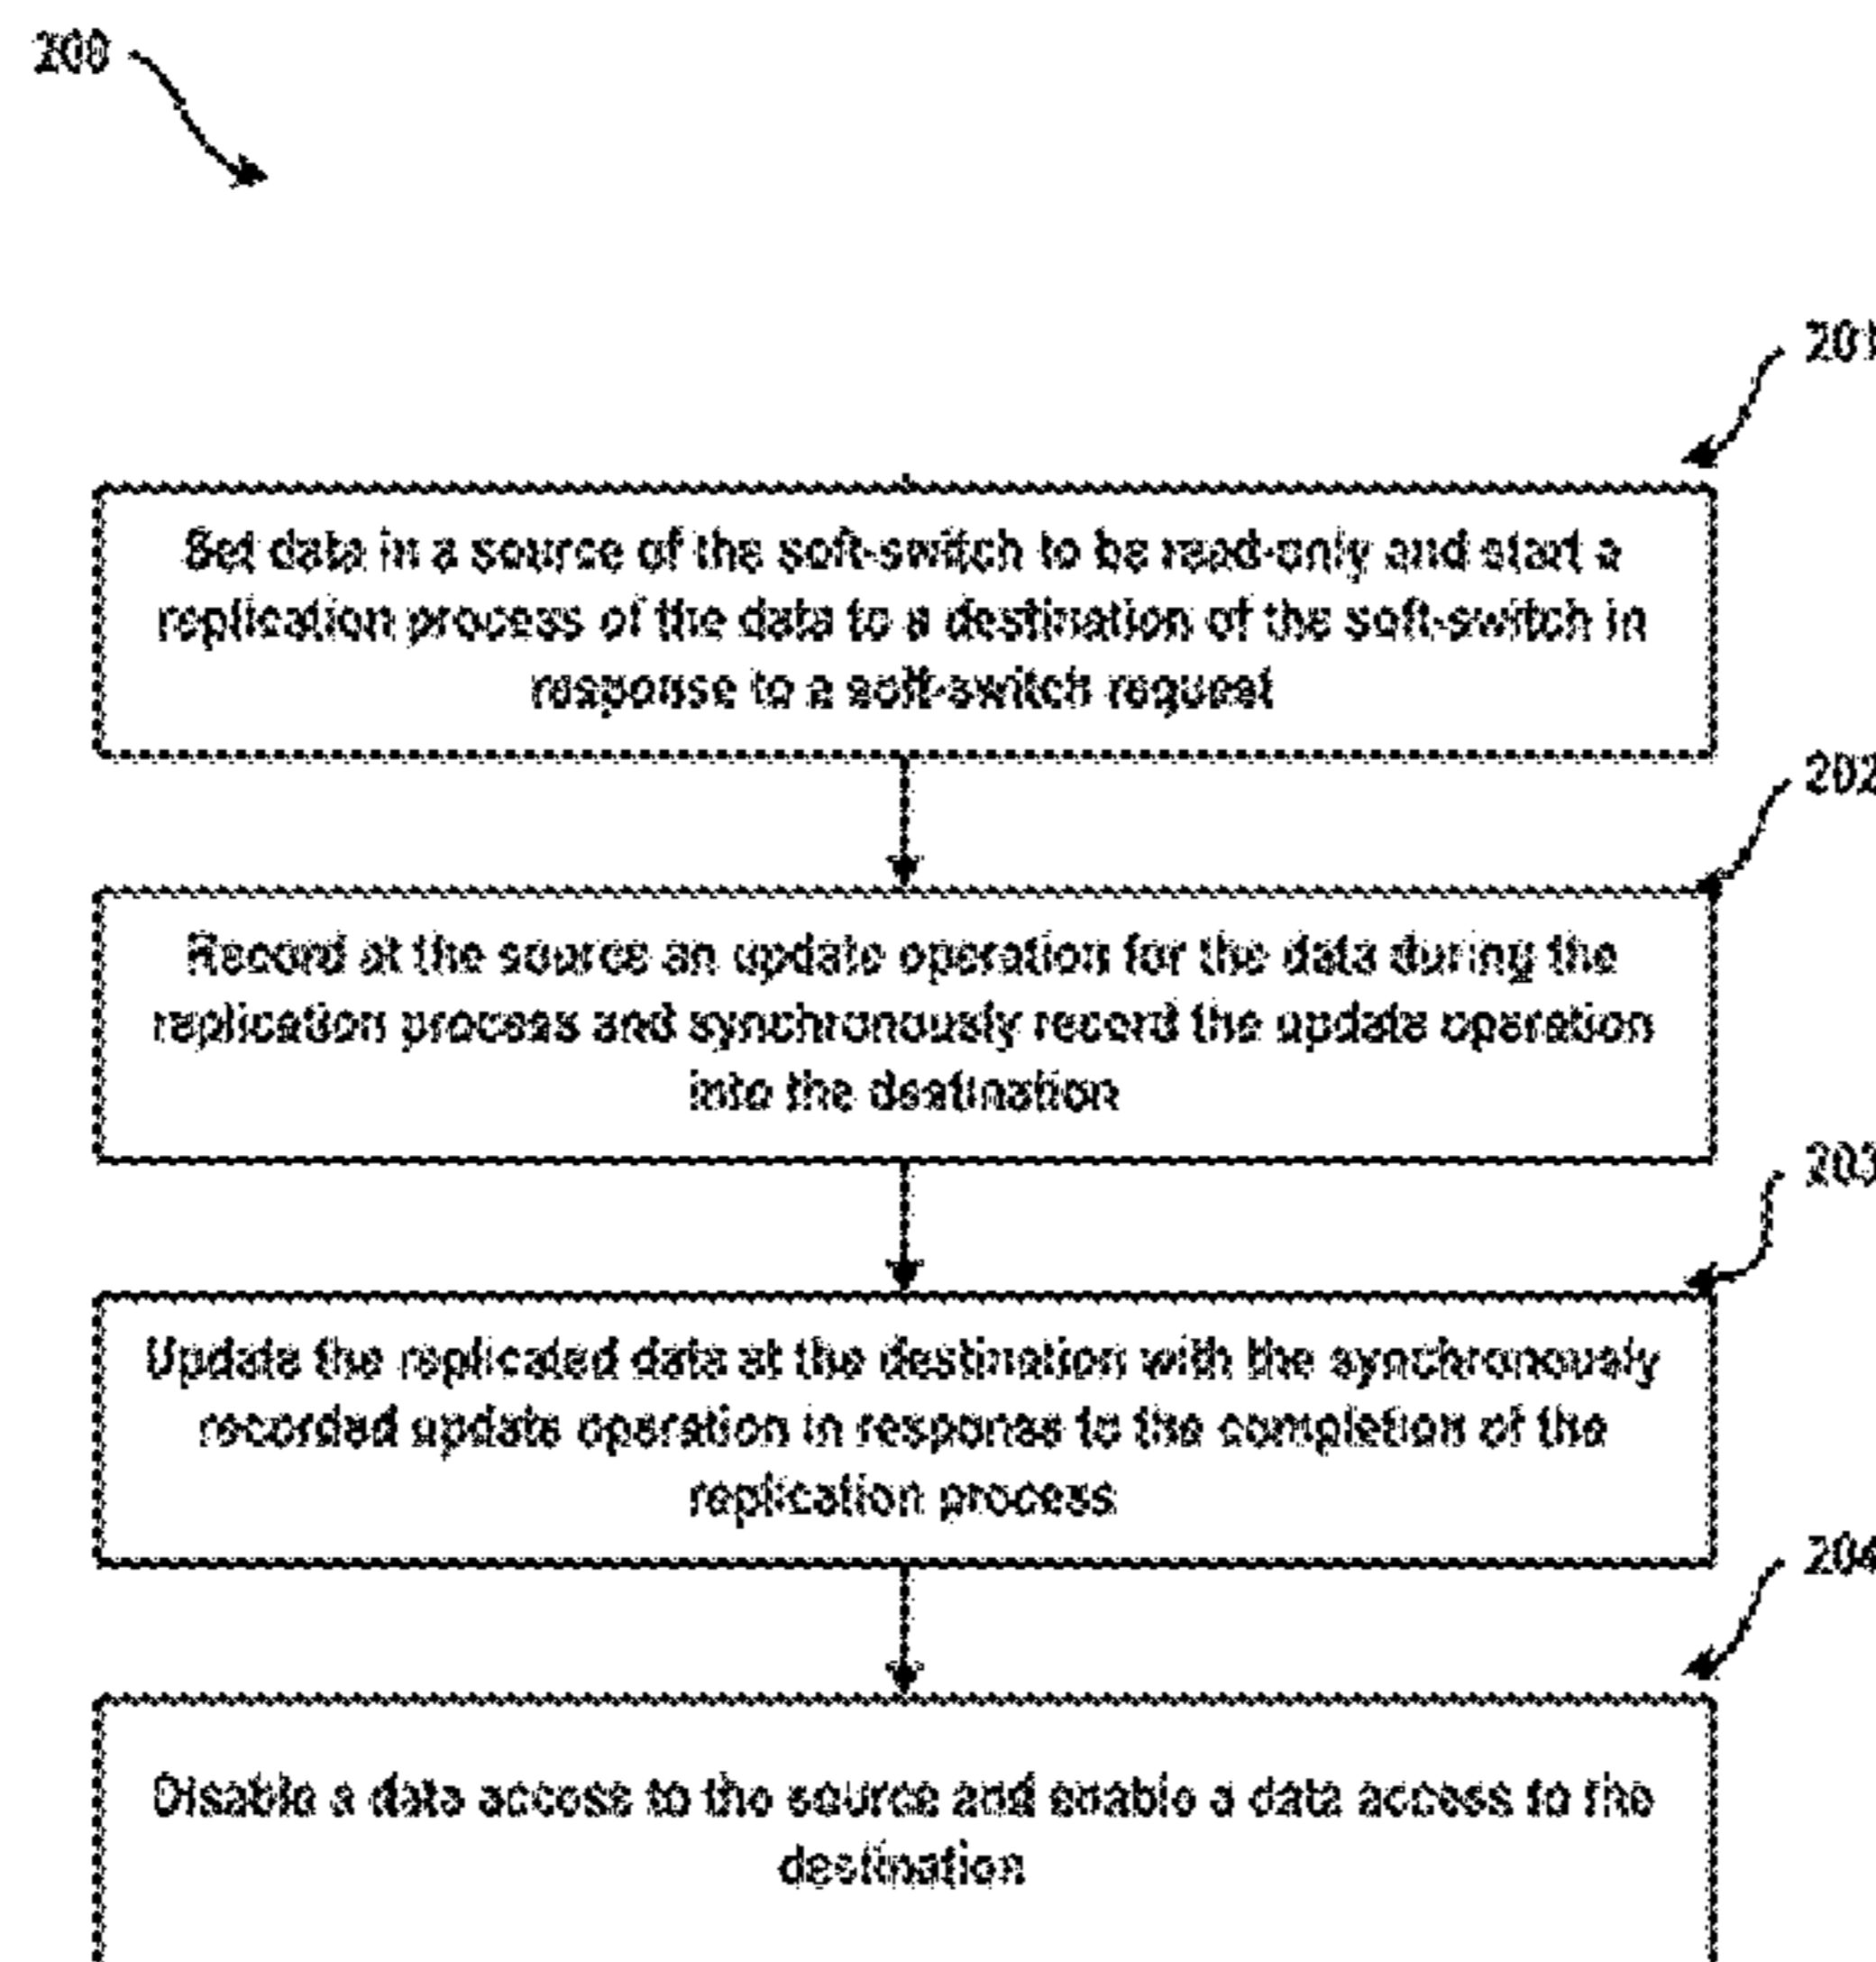 200
201
Set data in a source of the soft-switch to be read-only and start a
replication process of the data to a destination of the soft-switch in
response to a soft-switch request
202
Record at the source an update operation for the data during the
replication process and synchronously record the update operation
into the destination
203
Update the replicated data at the destination with the synchronously
recorded update operation in response to the completion of the
replication process
204
Disable a data access to the source and enable a data access to the
destination